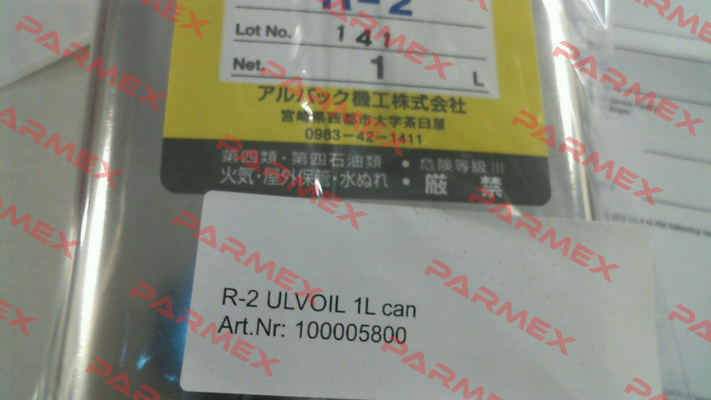 R-2
Lot No. 141
Net. 1 L
アルバック機工株式会社
宮崎県西都市大字茶臼原
0983-42-1411
第四類・第四石油類 • 危険等級III
火気・屋外保管・水ぬれ • 厳禁
R-2 ULVOIL 1L can
Art.Nr: 100005800
PARMEX